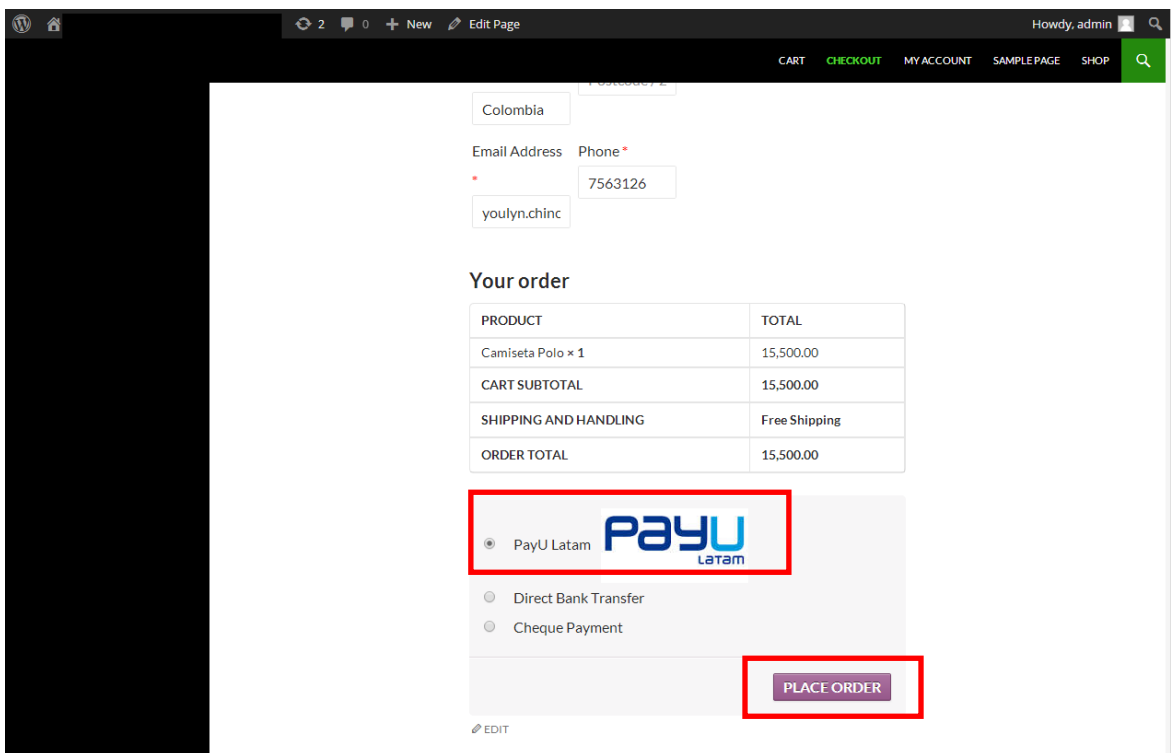 2 0 New Edit Page Howdy, admin
CART CHECKOUT MY ACCOUNT SAMPLE PAGE SHOP
Colombia
Email Address * Phone *
7563126
youlyn.chinc
Your order
PRODUCT TOTAL
Camiseta Polo × 1 15,500.00
CART SUBTOTAL 15,500.00
SHIPPING AND HANDLING Free Shipping
ORDER TOTAL 15,500.00
PayU Latam PayU LATAM
Direct Bank Transfer
Cheque Payment
PLACE ORDER
EDIT